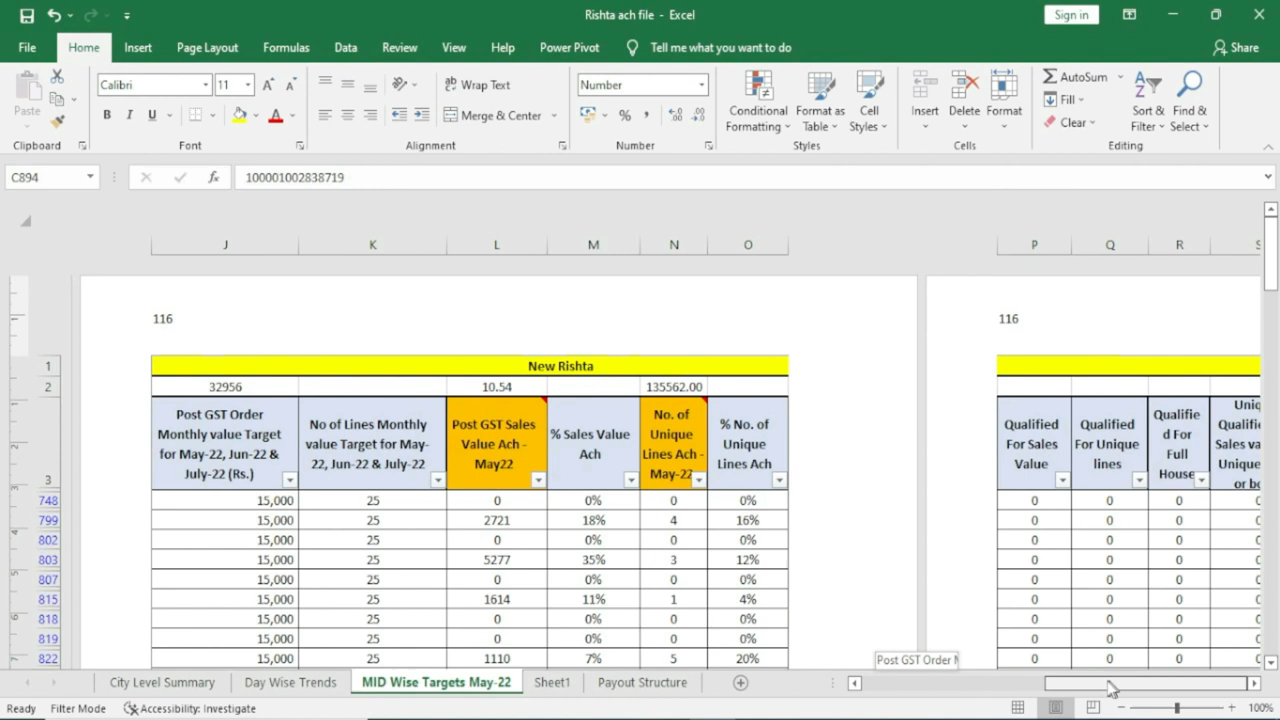 Rishta ach file - Excel
Sign in
File Home Insert Page Layout Formulas Data Review View Help Power Pivot Tell me what you want to do Share
Paste
Calibri 11
Wrap Text
Number
Conditional Formatting
Format as Table
Cell Styles
Insert Delete Format
AutoSum
Sort & Filter
Find & Select
B I U
Merge & Center
% ,
Fill
Clear
Clipboard Font Alignment Number Styles Cells Editing
C894 fx 100001002838719
J K L M N O P Q R S
116 116
1 New Rishta
2 32956 10.54 135562.00
3 Post GST Order Monthly value Target for May-22, Jun-22 & July-22 (Rs.)
No of Lines Monthly value Target for May-22, Jun-22 & July-22
Post GST Sales Value Ach - May22
% Sales Value Ach
No. of Unique Lines Ach - May-22
% No. of Unique Lines Ach
Qualified For Sales Value
Qualified For Unique lines
Qualified For Full House
748 15,000 25 0 0% 0 0% 0 0 0
799 15,000 25 2721 18% 4 16% 0 0 0
802 15,000 25 0 0% 0 0% 0 0 0
803 15,000 25 5277 35% 3 12% 0 0 0
807 15,000 25 0 0% 0 0% 0 0 0
815 15,000 25 1614 11% 1 4% 0 0 0
818 15,000 25 0 0% 0 0% 0 0 0
819 15,000 25 0 0% 0 0% 0 0 0
822 15,000 25 1110 7% 5 20% 0 0 0
Post GST Order
City Level Summary Day Wise Trends MID Wise Targets May-22 Sheet1 Payout Structure
Ready Filter Mode Accessibility: Investigate 100%